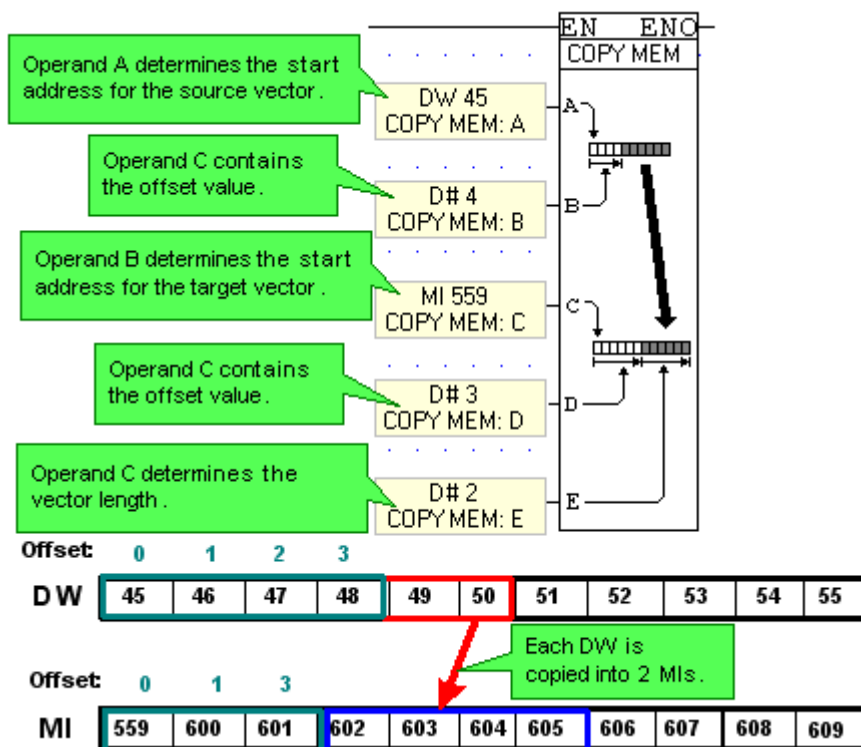 EN ENO
COPY MEM
Operand A determines the start
address for the source vector.
DW 45
COPY MEM: A
A
Operand C contains
the offset value.
D# 4
COPY MEM: B
B
Operand B determines the start
address for the target vector.
MI 559
COPY MEM: C
C
Operand C contains
the offset value.
D# 3
COPY MEM: D
D
Operand C determines the
vector length.
D# 2
COPY MEM: E
E
Offset: 0 1 2 3
DW 45 46 47 48 49 50 51 52 53 54 55
Each DW is
copied into 2 MIs.
Offset: 0 1 3
MI 559 600 601 602 603 604 605 606 607 608 609